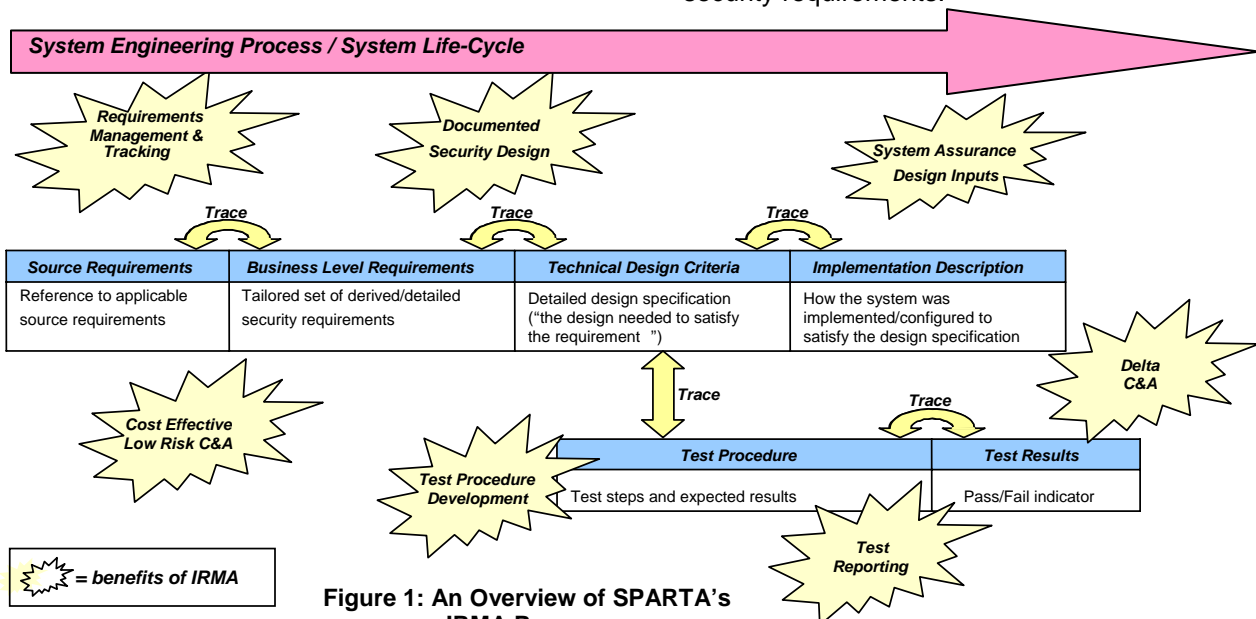 security requirements.
System Engineering Process / System Life-Cycle
Requirements
Management &
Tracking
Documented
Security Design
System Assurance
Design Inputs
Trace
Trace
Trace
Source Requirements
Business Level Requirements
Technical Design Criteria
Implementation Description
Reference to applicable
source requirements
Tailored set of derived/detailed
security requirements
Detailed design specification
(“the design needed to satisfy
the requirement ”)
How the system was
implemented/configured to
satisfy the design specification
Delta
C&A
Cost Effective
Low Risk C&A
Trace
Trace
Test Procedure
Development
Test Procedure
Test Results
Test steps and expected results
Pass/Fail indicator
Test
Reporting
= benefits of IRMA
Figure 1: An Overview of SPARTA’s